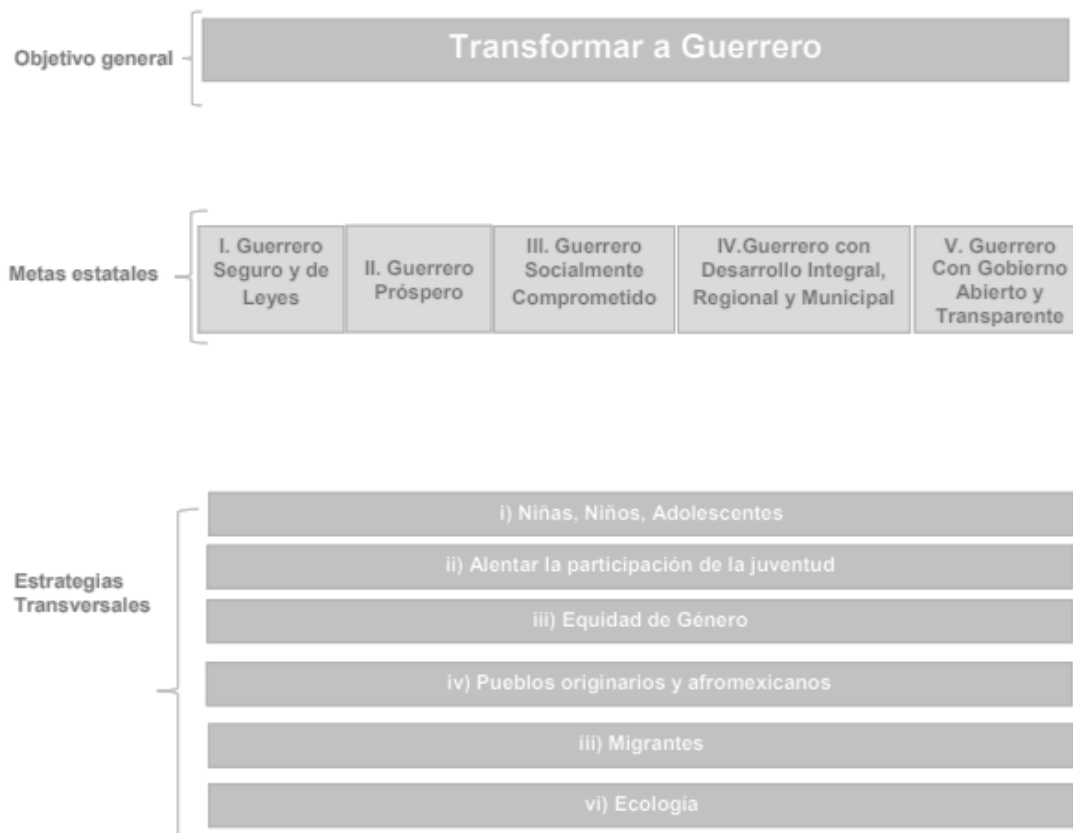 Objetivo general
Transformar a Guerrero
Metas estatales
I. Guerrero
Seguro y de
Leyes
II. Guerrero
Próspero
III. Guerrero
Socialmente
Comprometido
IV.Guerrero con
Desarrollo Integral,
Regional y Municipal
V. Guerrero
Con Gobierno
Abierto y
Transparente
Estrategias
Transversales
i) Niñas, Niños, Adolescentes
ii) Alentar la participación de la juventud
iii) Equidad de Género
iv) Pueblos originarios y afromexicanos
iii) Migrantes
vi) Ecología